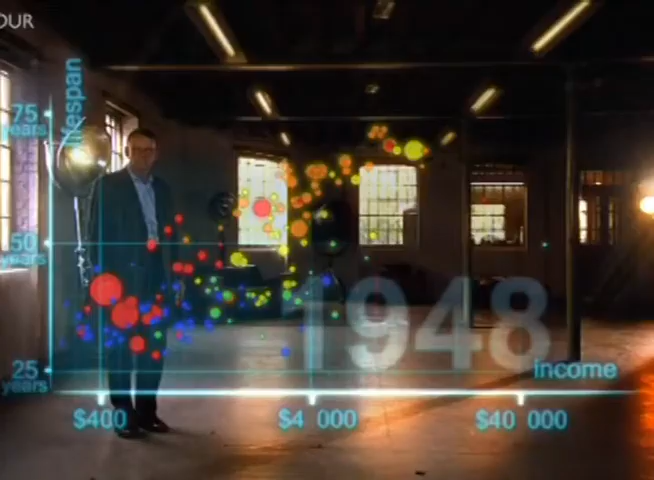 OUR
lifespan
75
years
50
years
25
years
1948
income
$400
$4 000
$40 000